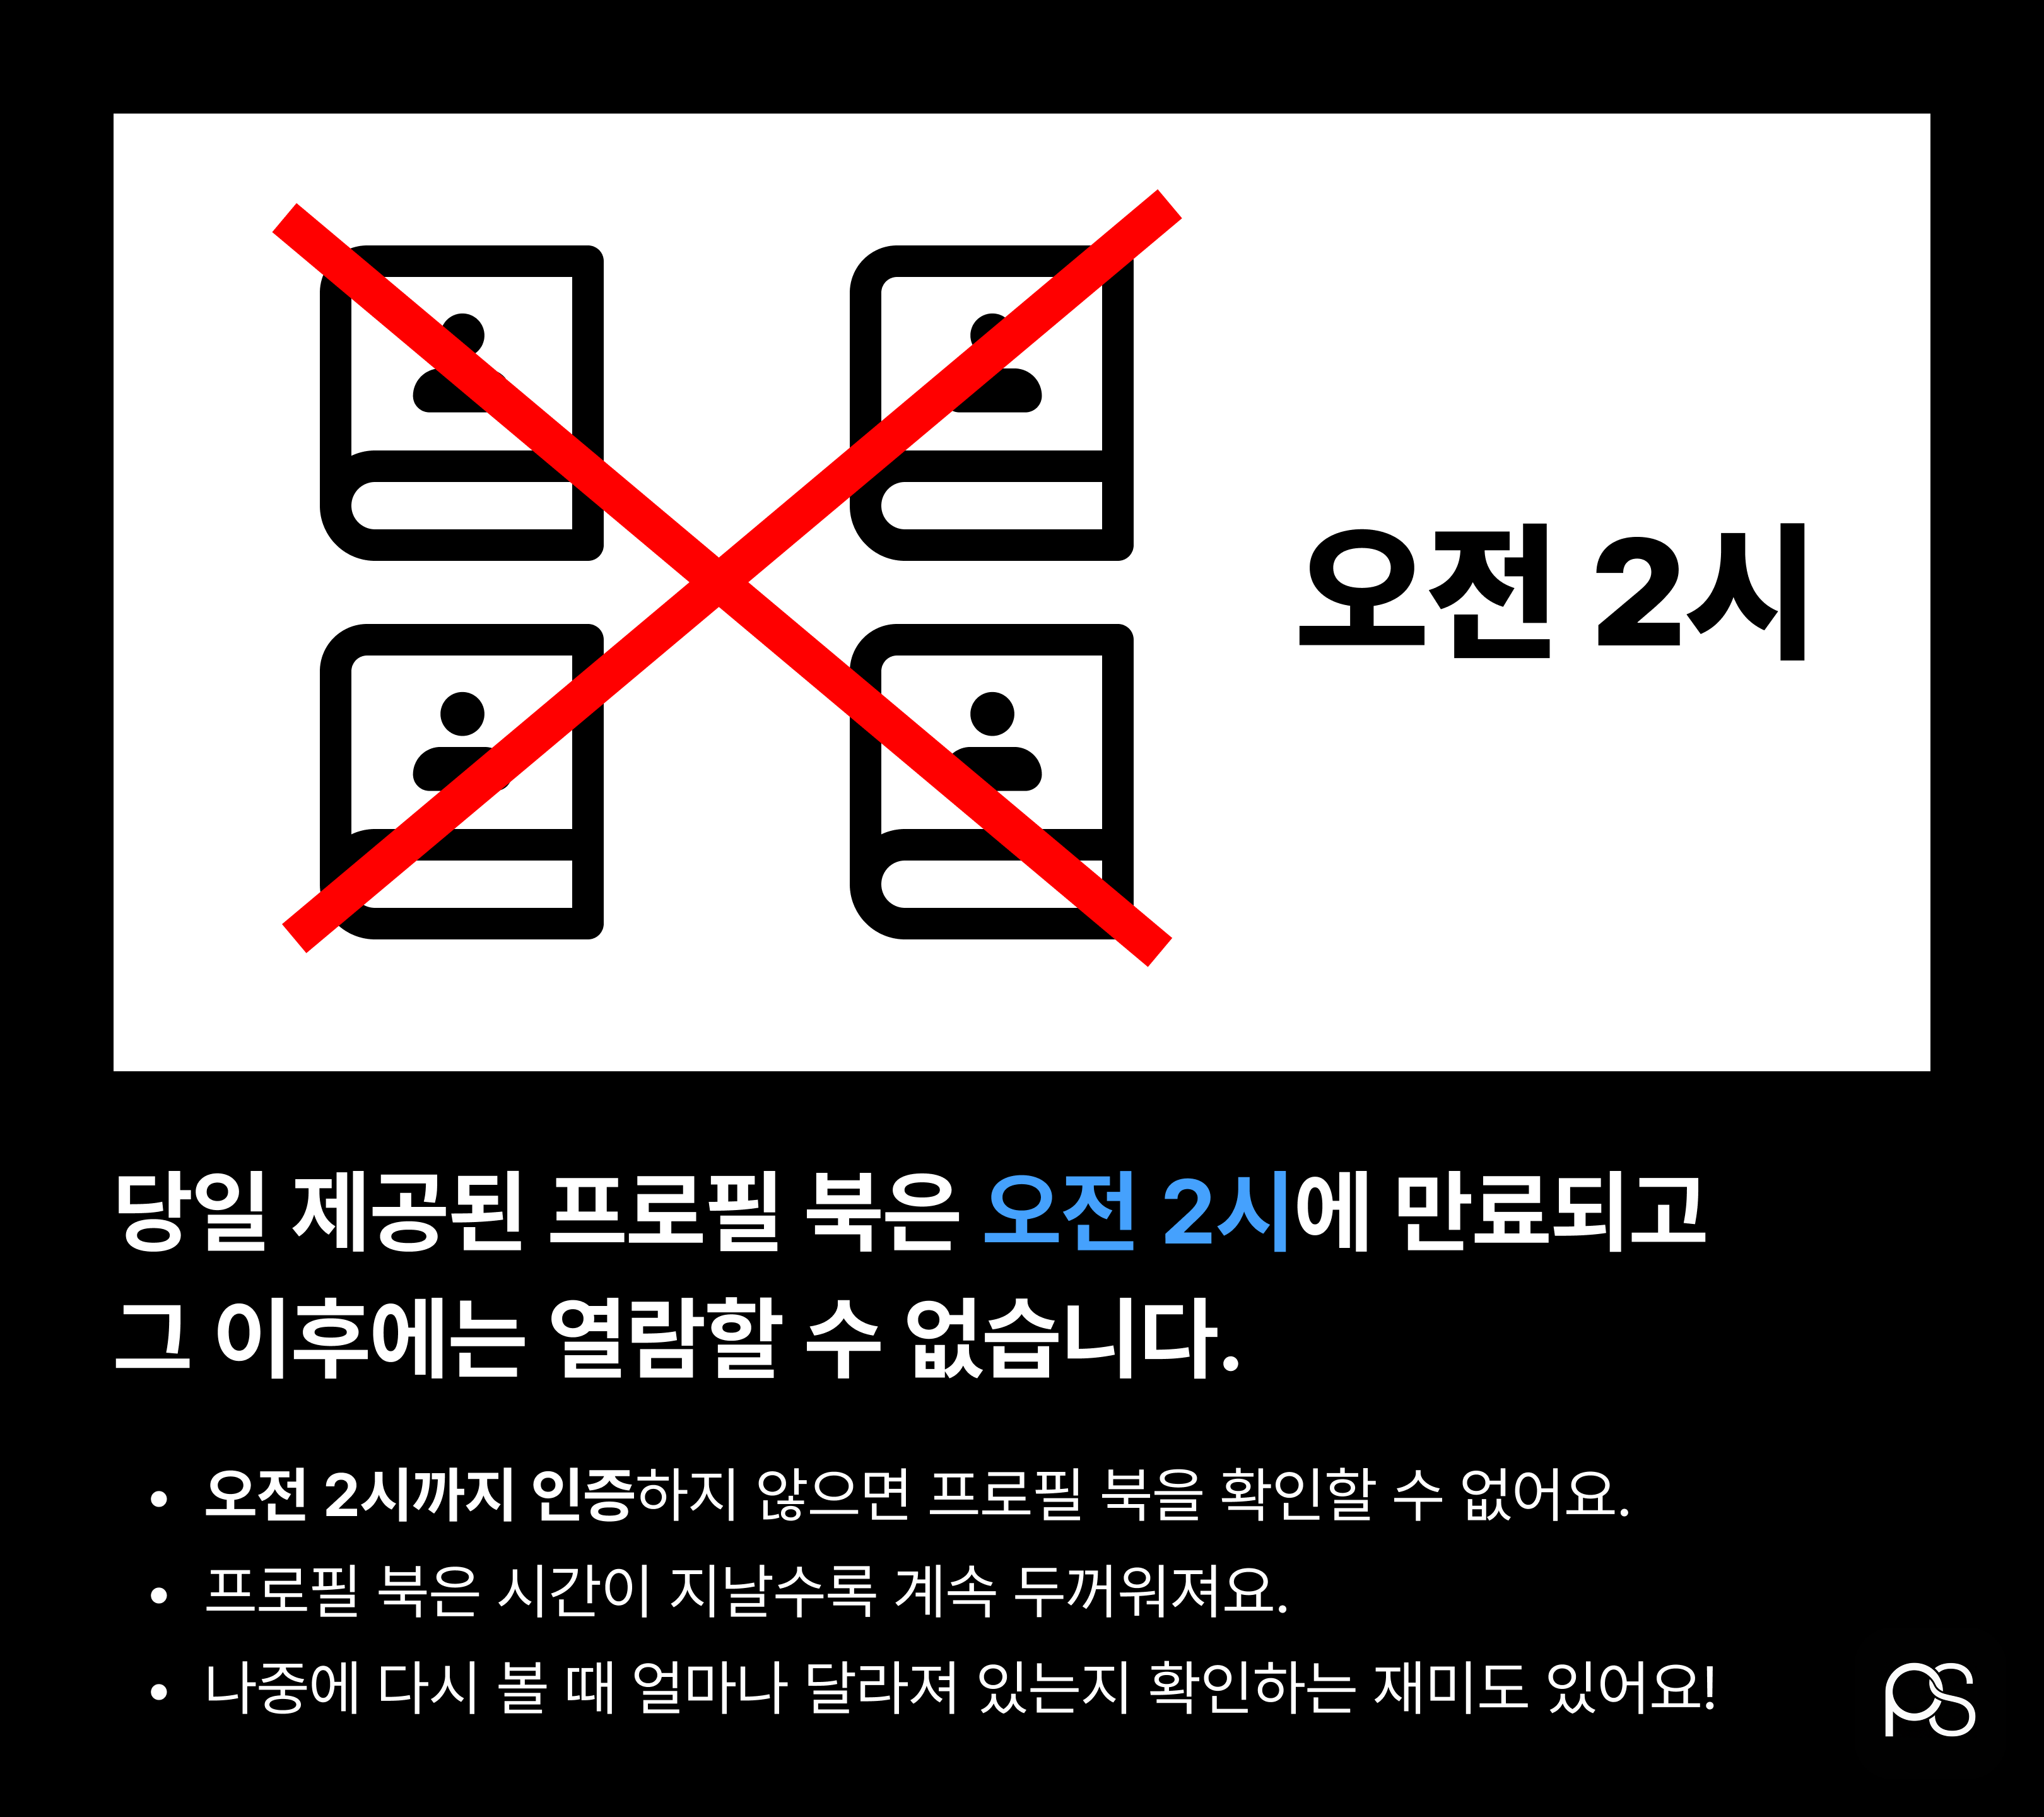 오전 2시
당일 제공된 프로필 북은 오전 2시에 만료되고
그 이후에는 열람할 수 없습니다.
• 오전 2시까지 인증하지 않으면 프로필 북을 확인할 수 없어요.
• 프로필 북은 시간이 지날수록 계속 두꺼워져요.
• 나중에 다시 볼 때 얼마나 달라져 있는지 확인하는 재미도 있어요!
PS